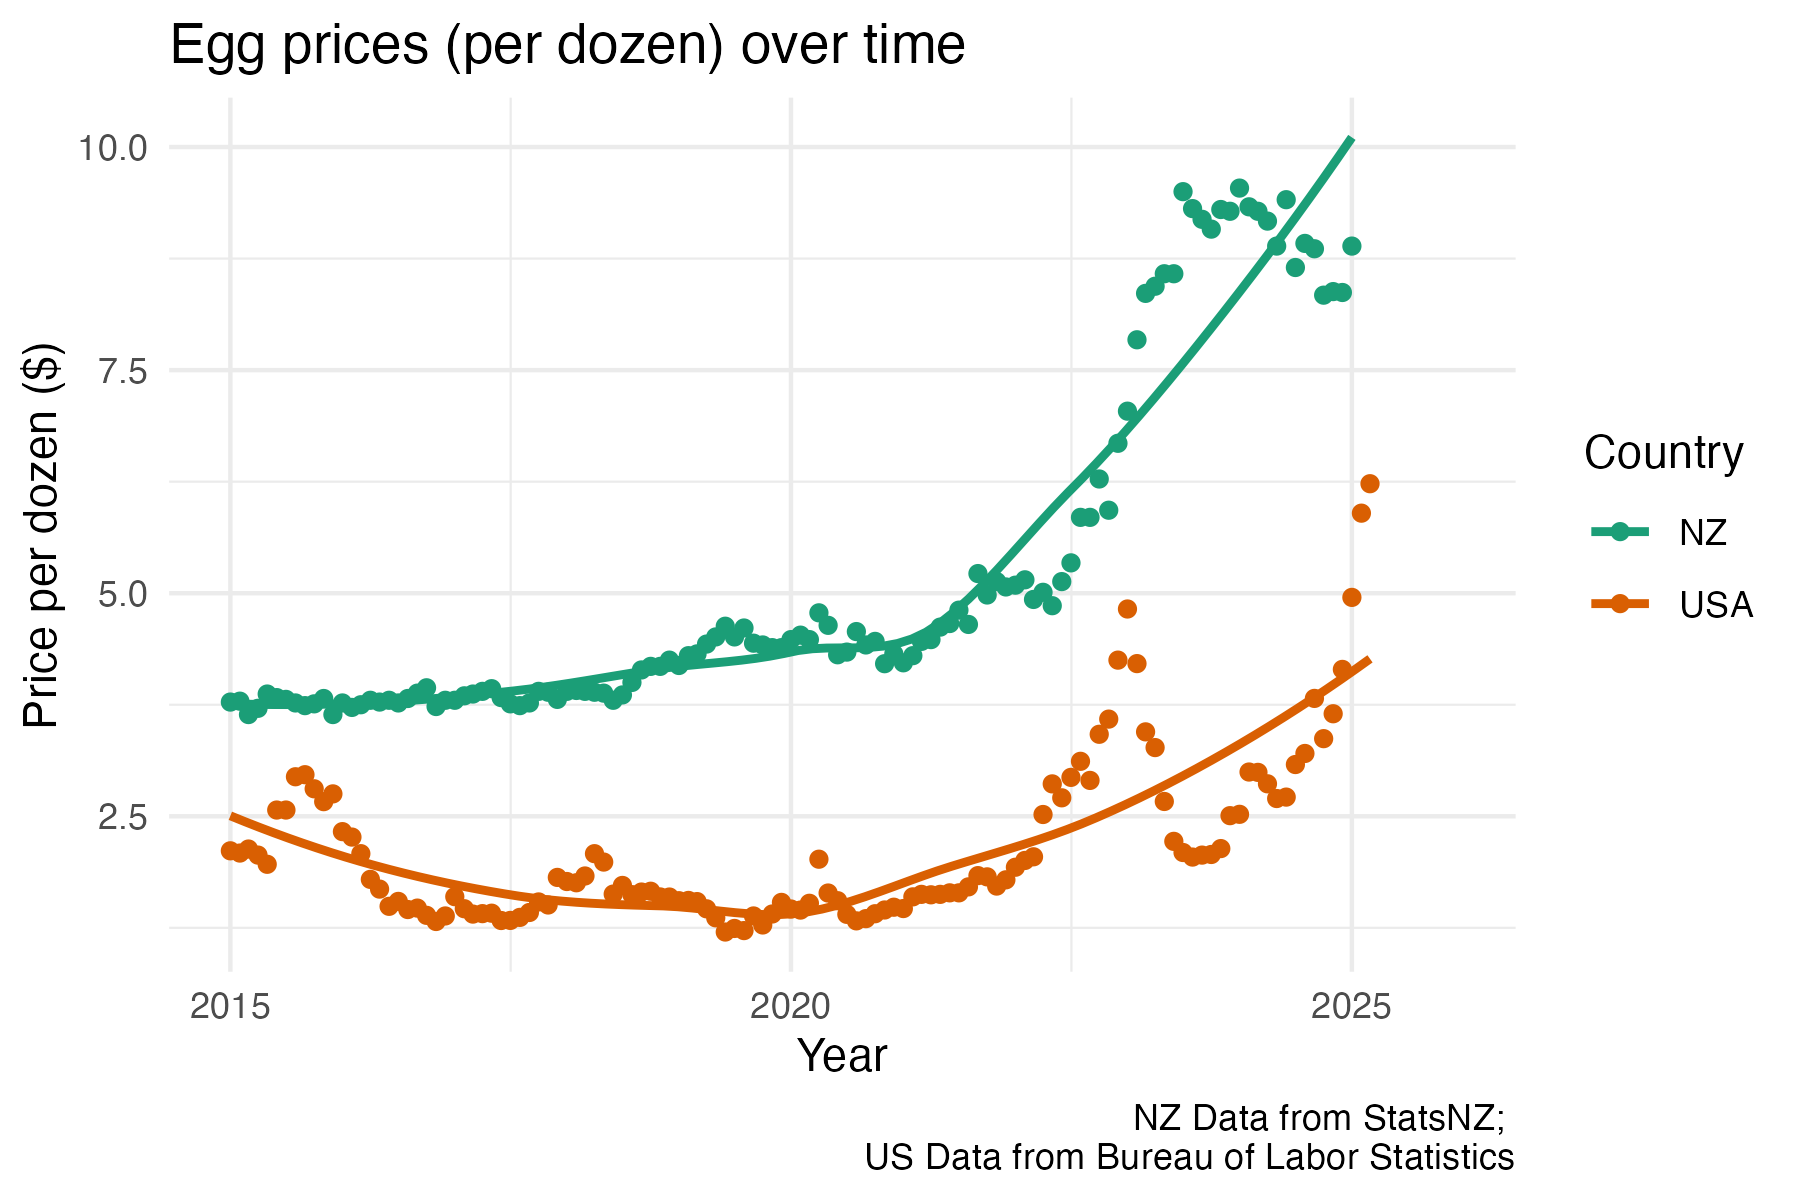 Egg prices (per dozen) over time
Price per dozen ($)
10.0
7.5
5.0
2.5
2015
2020
2025
Year
Country
NZ
USA
NZ Data from StatsNZ;
US Data from Bureau of Labor Statistics